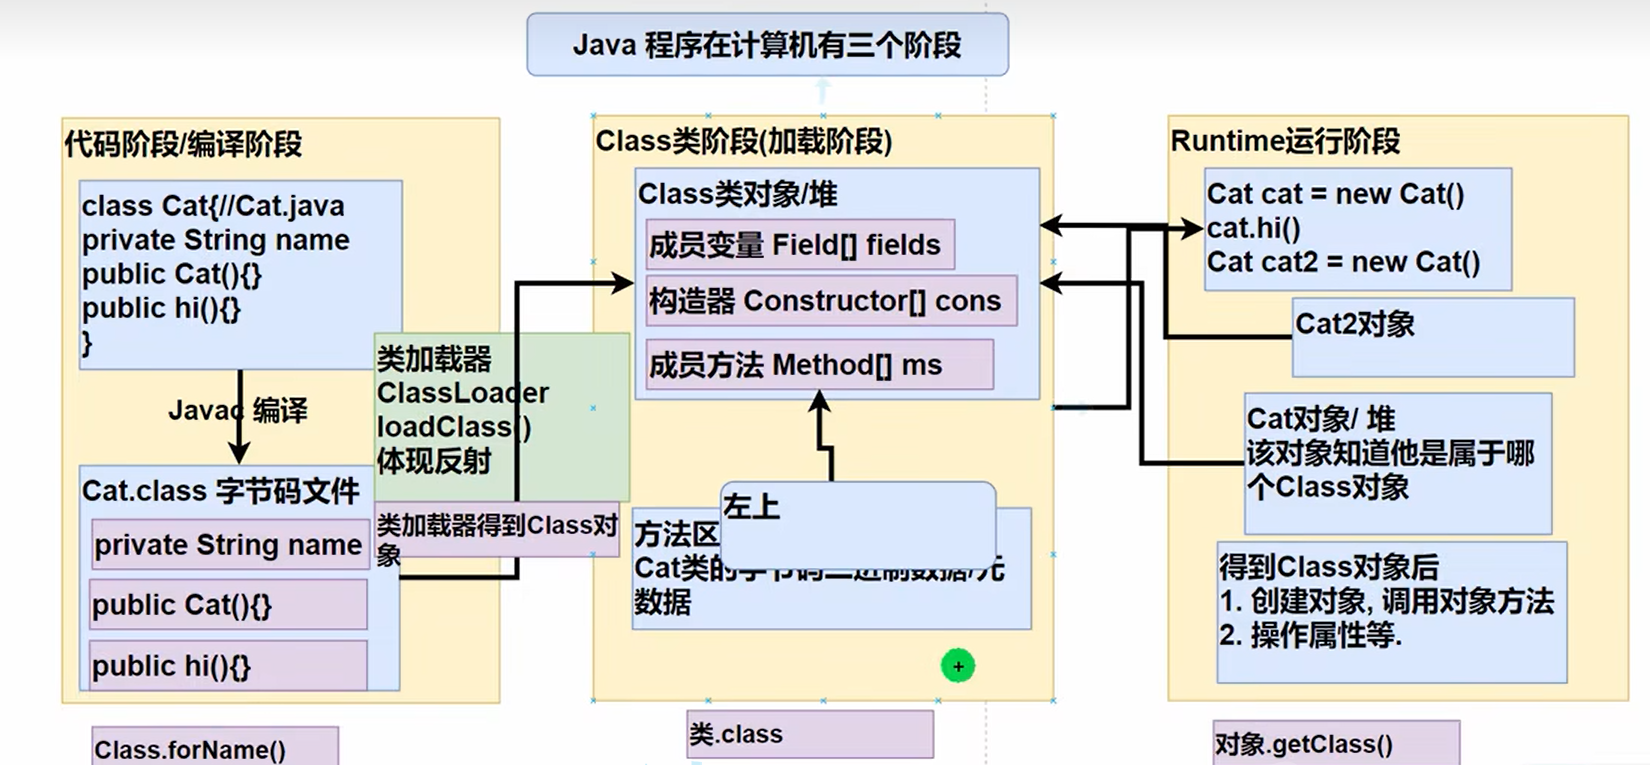 Java 程序在计算机有三个阶段
代码阶段/编译阶段
class Cat{//Cat.java
private String name
public Cat(){}
public hi(){}
}
Javac 编译
Cat.class 字节码文件
private String name
public Cat(){}
public hi(){}
Class.forName()
类加载器
ClassLoader
loadClass()
体现反射
类加载器得到Class对
象
Class类阶段(加载阶段)
Class类对象/堆
成员变量 Field[] fields
构造器 Constructor[] cons
成员方法 Method[] ms
左上
方法区
Cat类的字节码二进制数据/元
数据
类.class
Runtime运行阶段
Cat cat = new Cat()
cat.hi()
Cat cat2 = new Cat()
Cat2对象
Cat对象/ 堆
该对象知道他是属于哪
个Class对象
得到Class对象后
1. 创建对象, 调用对象方法
2. 操作属性等.
对象.getClass()